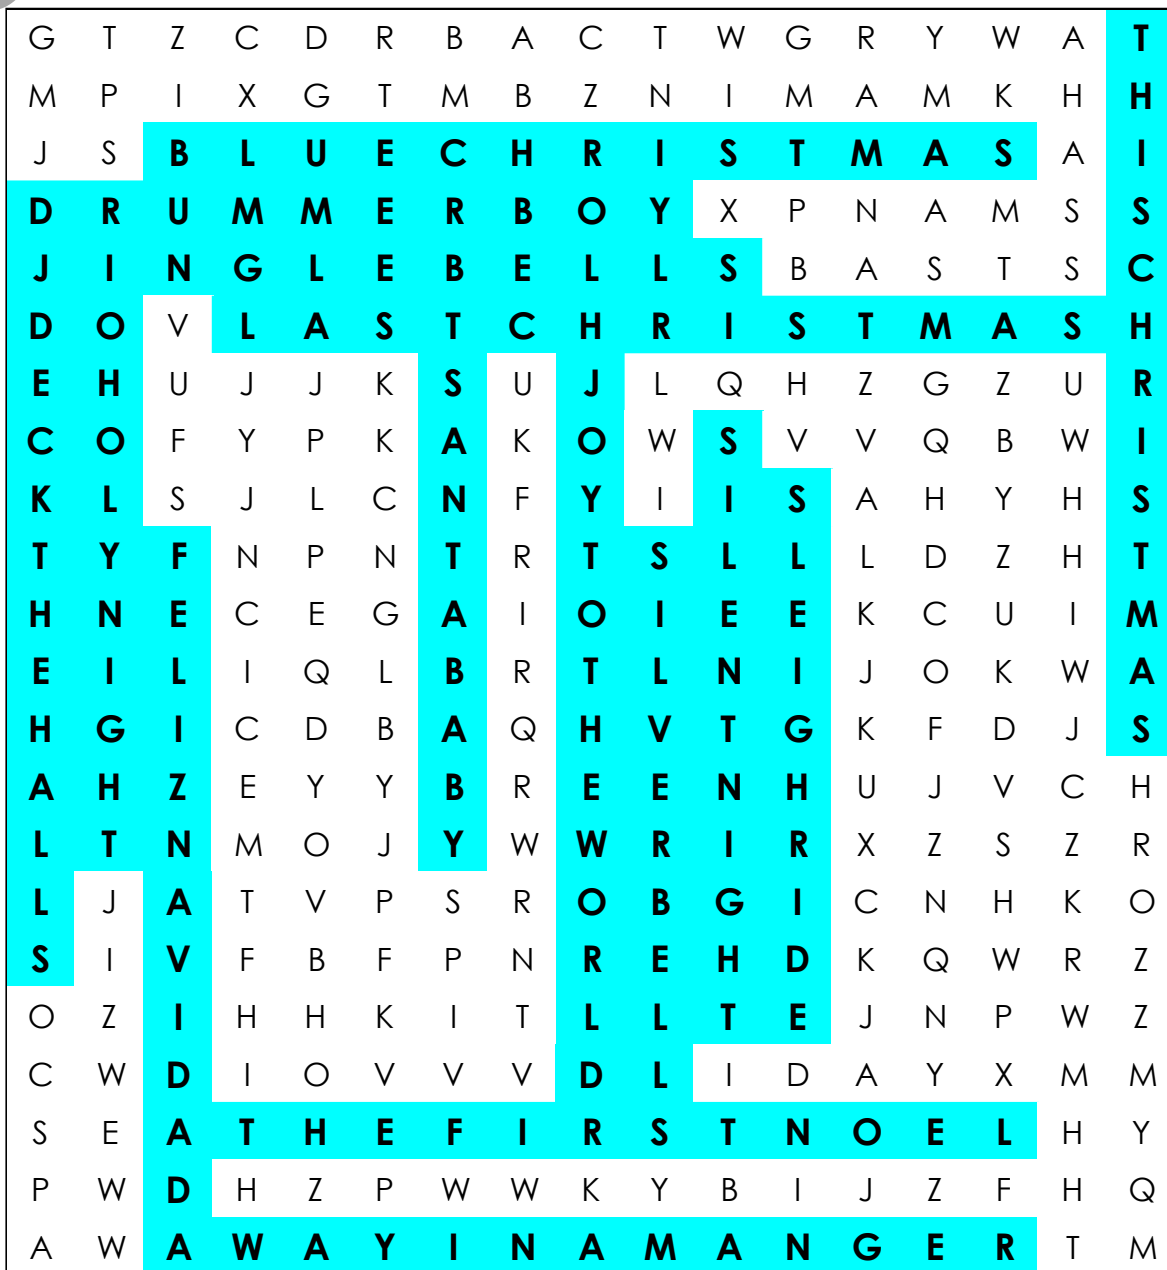 G T Z C D R B A C T W G R Y W A T
M P I X G T M B Z N I M A M K H H
J S B L U E C H R I S T M A S A I
D R U M M E R B O Y X P N A M S S
J I N G L E B E L L S B A S T S C
D O V L A S T C H R I S T M A S H
E H U J J K S U J L Q H Z G Z U R
C O F Y P K A K O W S V V Q B W I
K L S J L C N F Y I I S A H Y H S
T Y F N P N T R T S L L L D Z H T
H N E C E G A I O I E E K C U I M
E I L I Q L B R T L N I J O K W A
H G I C D B A Q H V T G K F D J S
A H Z E Y Y B R E E N H U J V C H
L T N M O J Y W W R I R X Z S Z R
L J A T V P S R O B G I C N H K O
S I V F B F P N R E H D K Q W R Z
O Z I H H K I T L L T E J N P W Z
C W D I O V V V D L I D A Y X M M
S E A T H E F I R S T N O E L H Y
P W D H Z P W W K Y B I J Z F H Q
A W A W A Y I N A M A N G E R T M